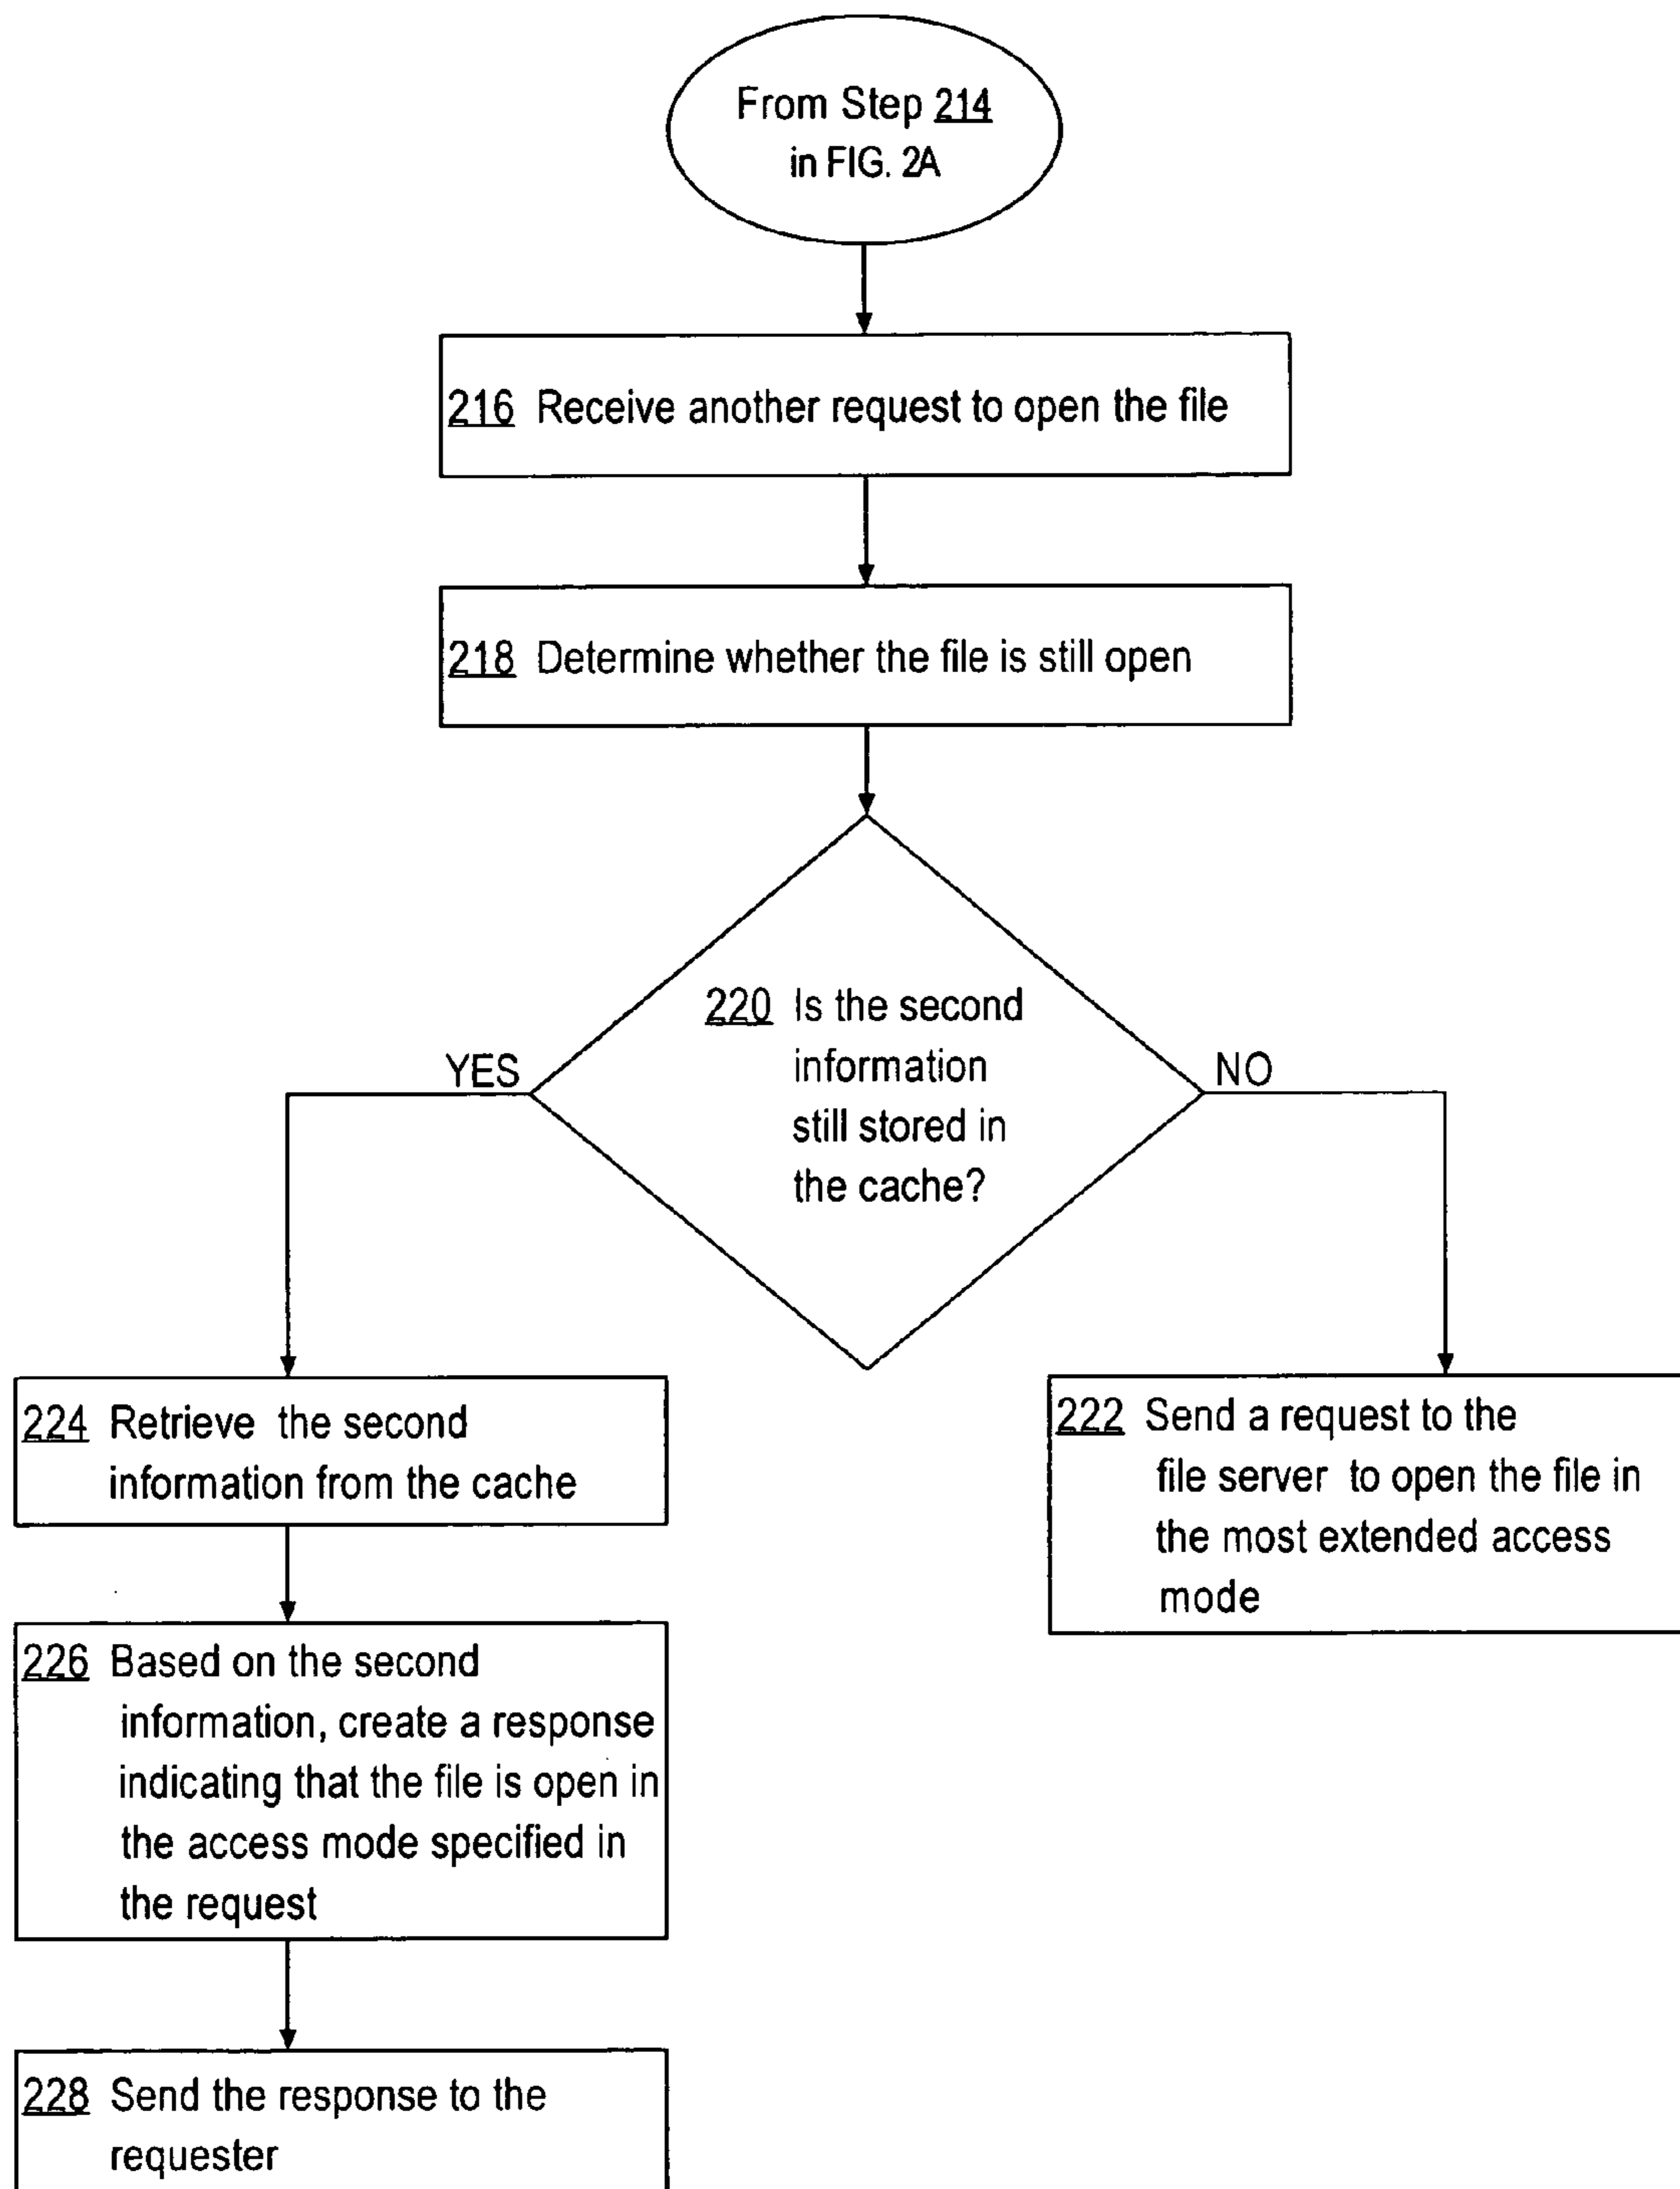 From Step 214
in FIG. 2A
216 Receive another request to open the file
218 Determine whether the file is still open
220 Is the second
information
still stored in
the cache?
YES
NO
224 Retrieve the second
information from the cache
222 Send a request to the
file server to open the file in
the most extended access
mode
226 Based on the second
information, create a response
indicating that the file is open in
the access mode specified in
the request
228 Send the response to the
requester